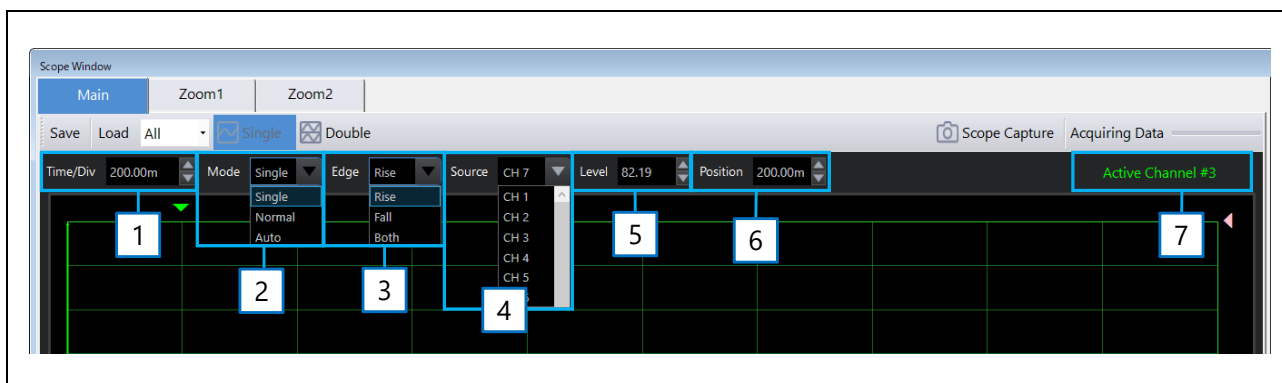 Scope Window
Main Zoom1 Zoom2
Save Load All Single Double Scope Capture Acquiring Data
Time/Div 200.00m Mode Single Edge Rise Source CH 7 Level 82.19 Position 200.00m Active Channel #3
Single Rise CH 1
Normal Fall CH 2
Auto Both CH 3
CH 4
CH 5
1 2 3 4 5 6 7